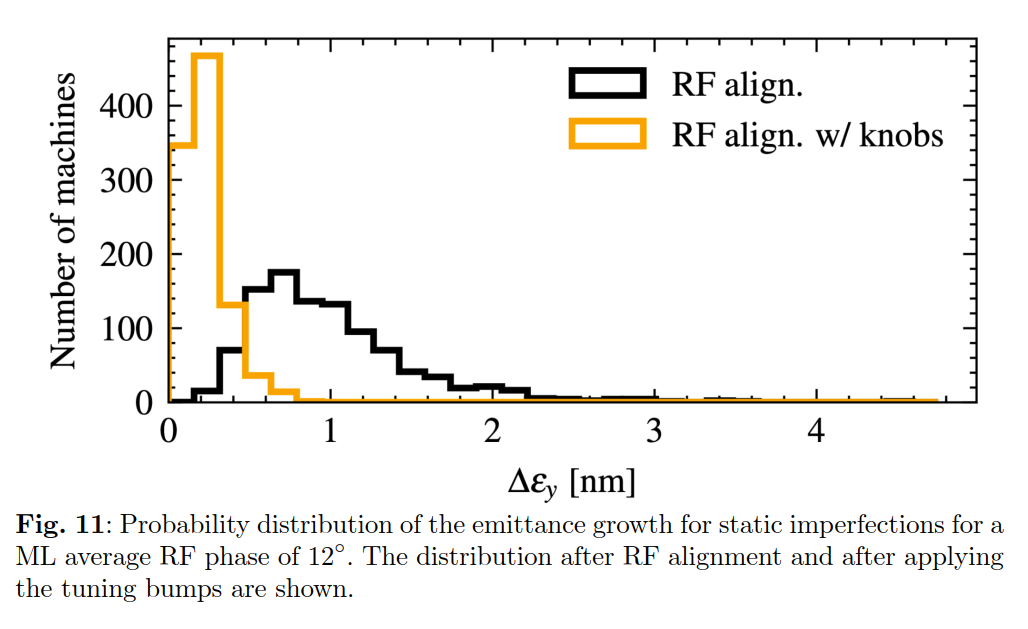 RF align.
RF align. w/ knobs
Number of machines
400
300
200
100
0
0 1 2 3 4
Δε_y [nm]
Fig. 11: Probability distribution of the emittance growth for static imperfections for a
ML average RF phase of 12°. The distribution after RF alignment and after applying
the tuning bumps are shown.